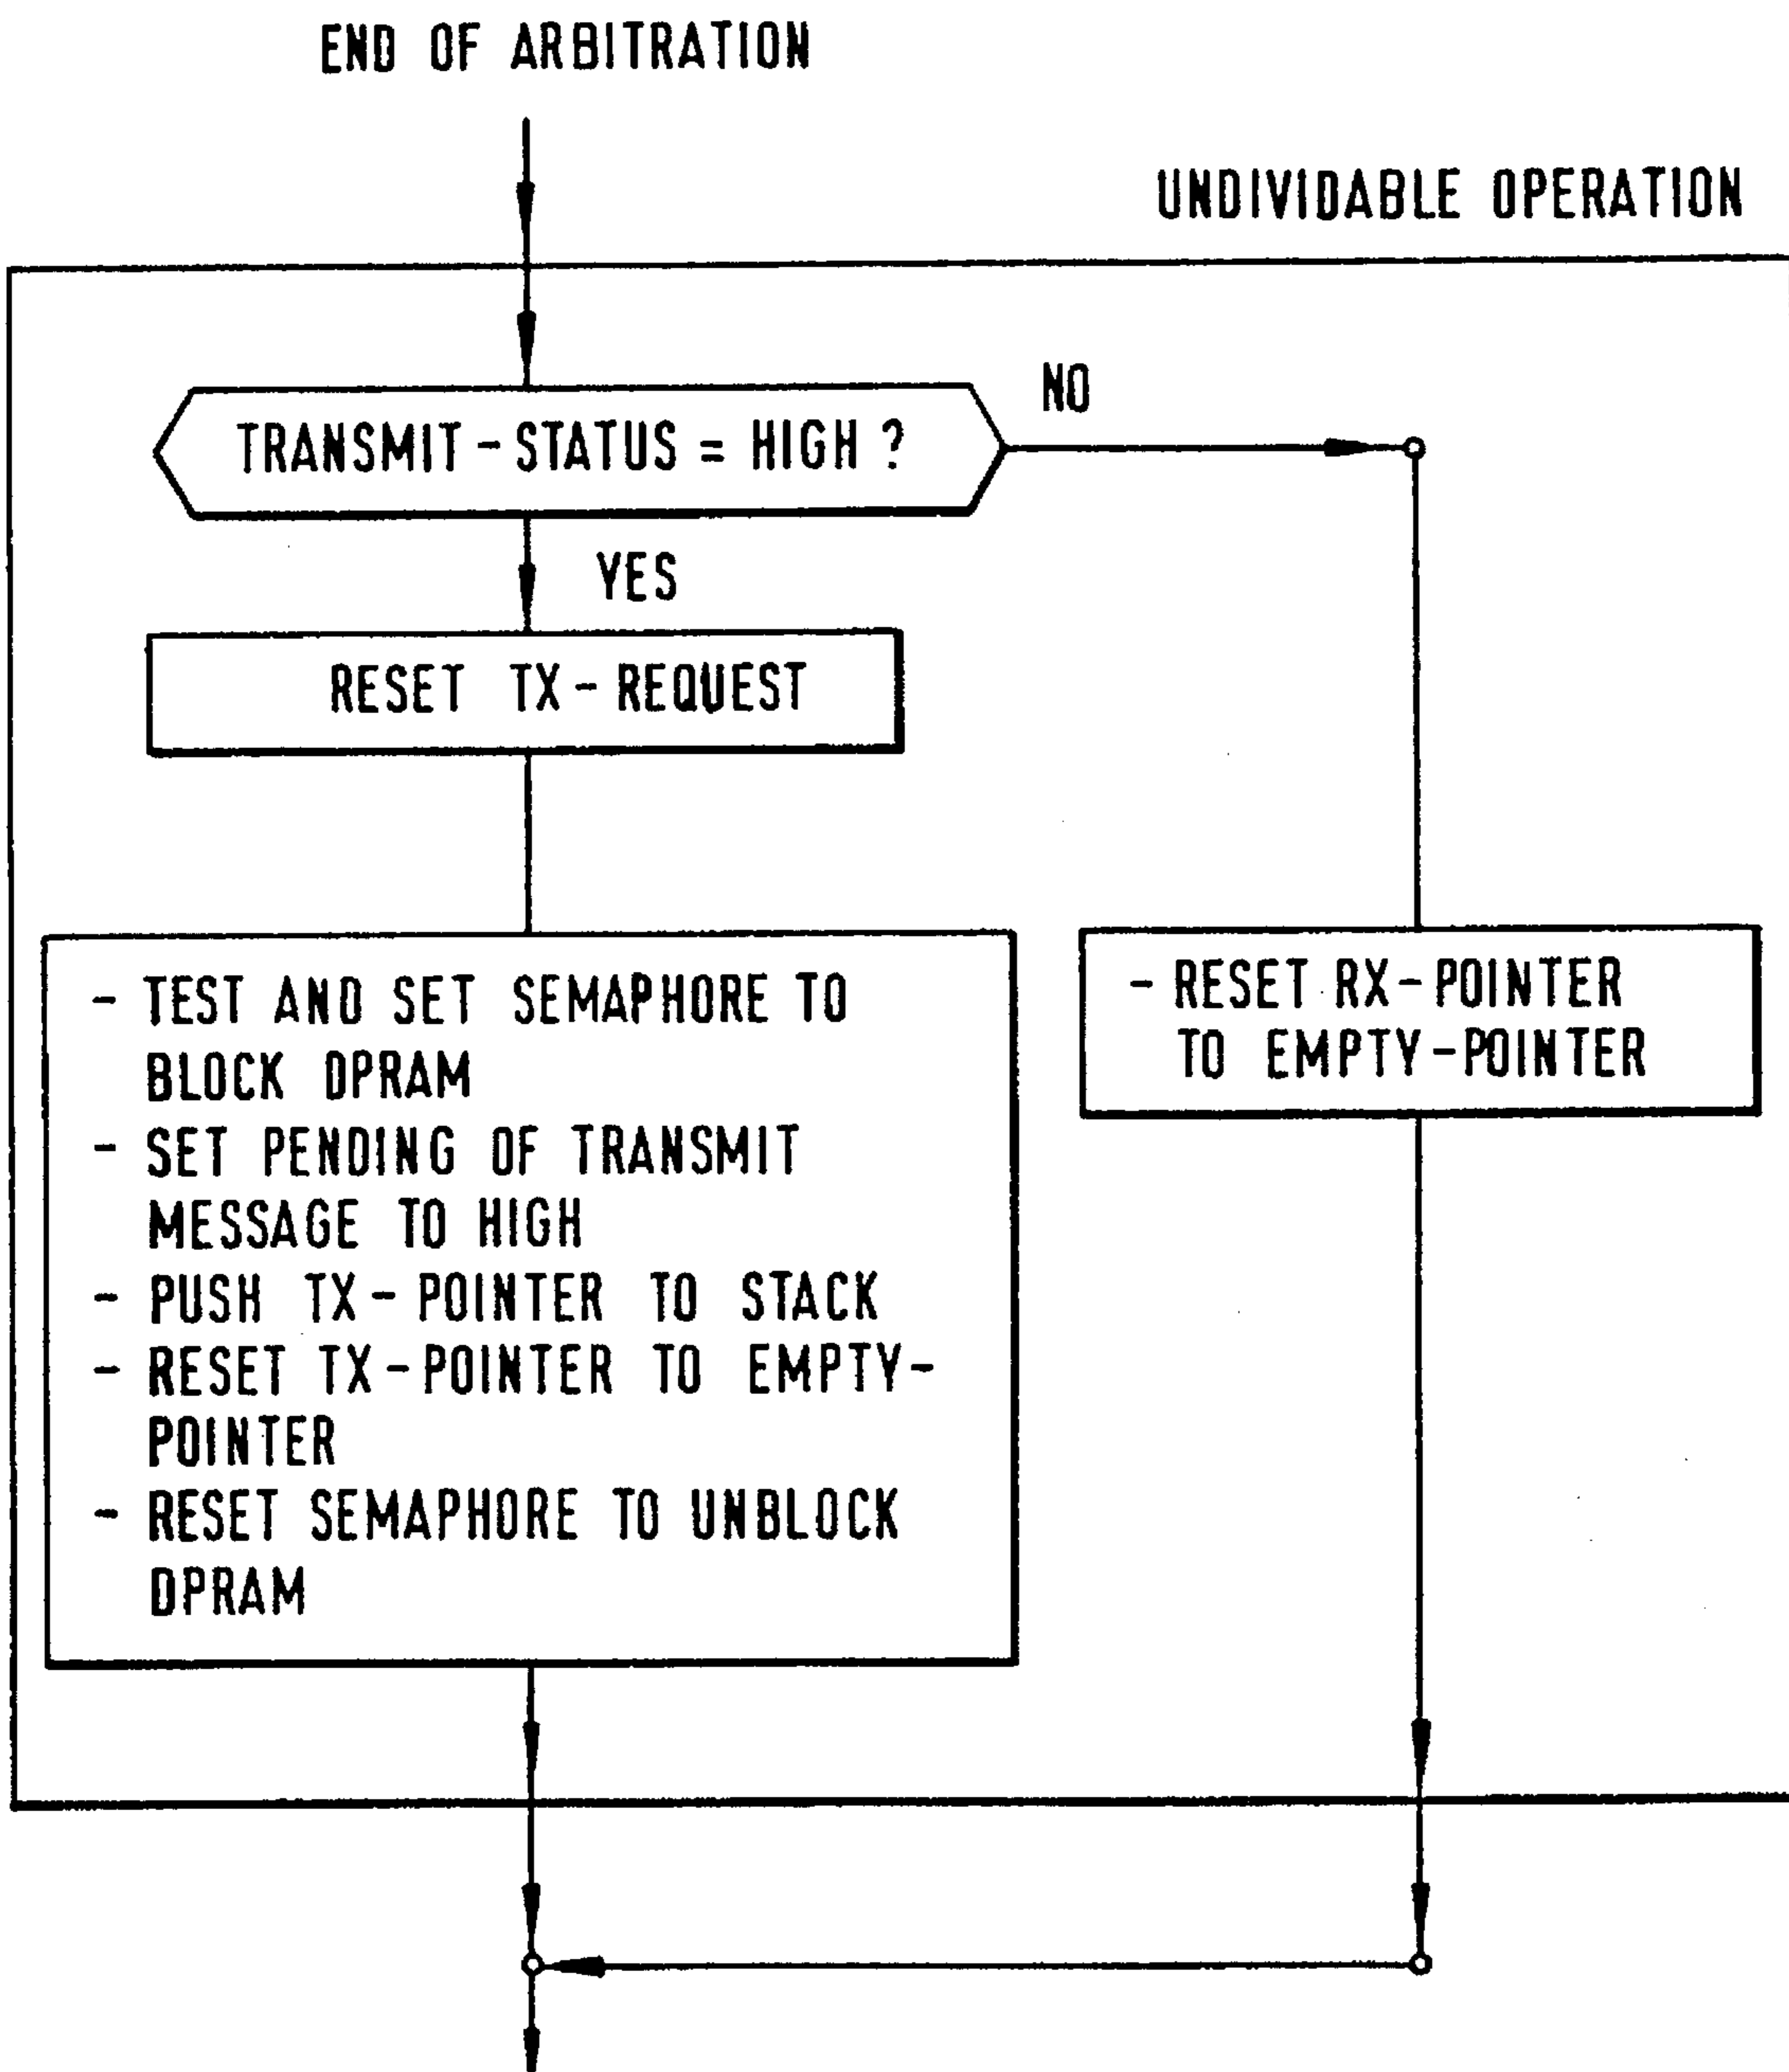 END OF ARBITRATION
UNDIVIDABLE OPERATION
TRANSMIT-STATUS = HIGH ?
NO
YES
RESET TX-REQUEST
- TEST AND SET SEMAPHORE TO
BLOCK DPRAM
- SET PENDING OF TRANSMIT
MESSAGE TO HIGH
- PUSH TX-POINTER TO STACK
- RESET TX-POINTER TO EMPTY-
POINTER
- RESET SEMAPHORE TO UNBLOCK
DPRAM
- RESET RX-POINTER
TO EMPTY-POINTER